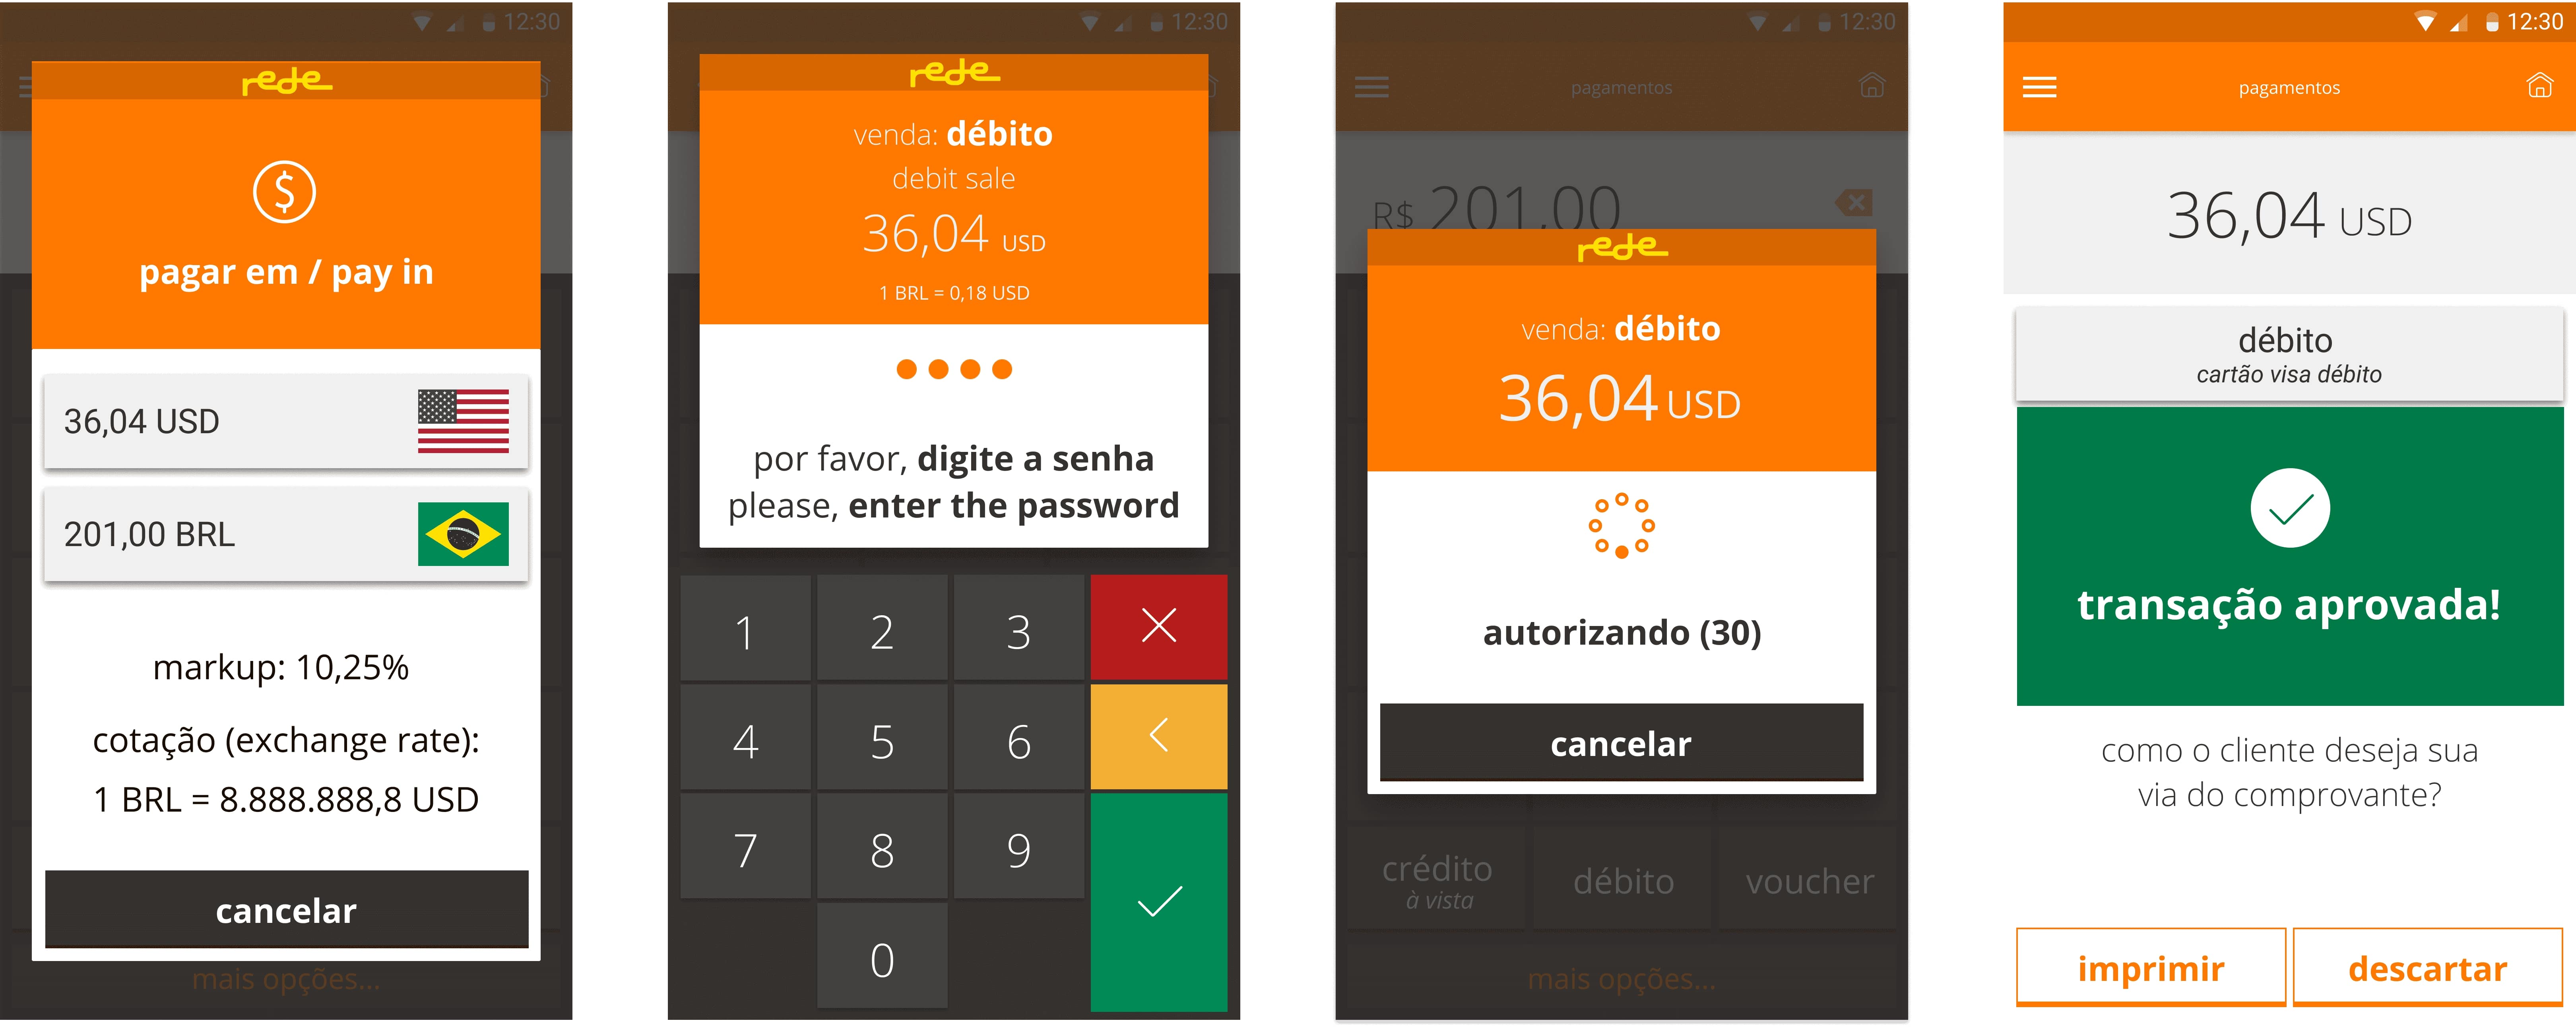 12:30
rede
pagar em / pay in
36,04 USD
201,00 BRL
markup: 10,25%
cotação (exchange rate):
1 BRL = 8.888.888,8 USD
cancelar
mais opções...
12:30
rede
venda: débito
debit sale
36,04 USD
1 BRL = 0,18 USD
por favor, digite a senha
please, enter the password
1 2 3
4 5 6
7 8 9
0
12:30
pagamentos
R$ 201,00
rede
venda: débito
36,04 USD
autorizando (30)
cancelar
crédito
à vista
débito
voucher
mais opções...
12:30
pagamentos
36,04 USD
débito
cartão visa débito
transação aprovada!
como o cliente deseja sua
via do comprovante?
imprimir
descartar